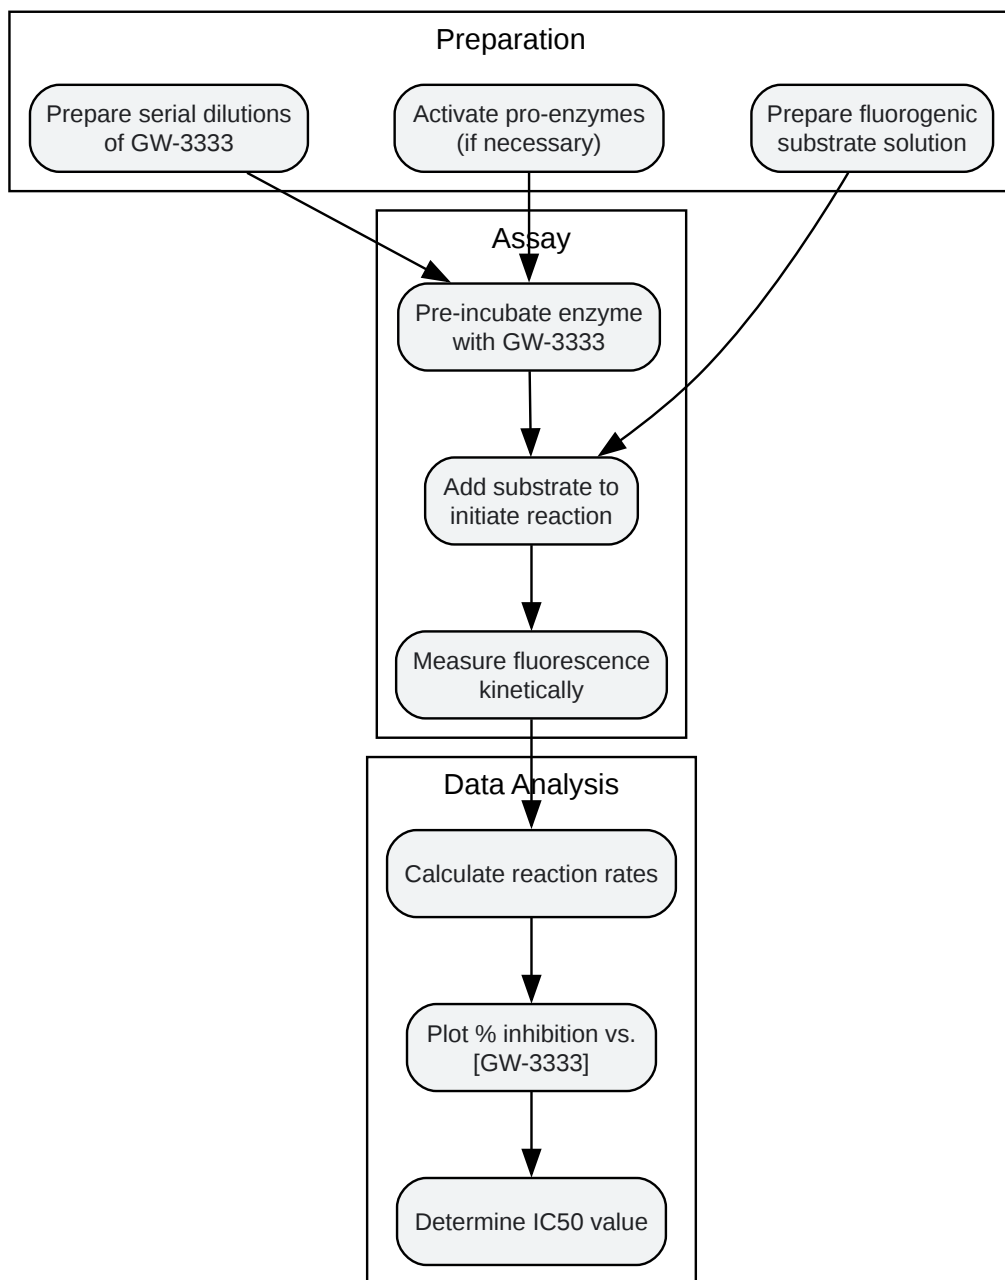 Preparation
Prepare serial dilutions
of GW-3333
Activate pro-enzymes
(if necessary)
Prepare fluorogenic
substrate solution
Assay
Pre-incubate enzyme
with GW-3333
Add substrate to
initiate reaction
Measure fluorescence
kinetically
Data Analysis
Calculate reaction rates
Plot % inhibition vs.
[GW-3333]
Determine IC50 value